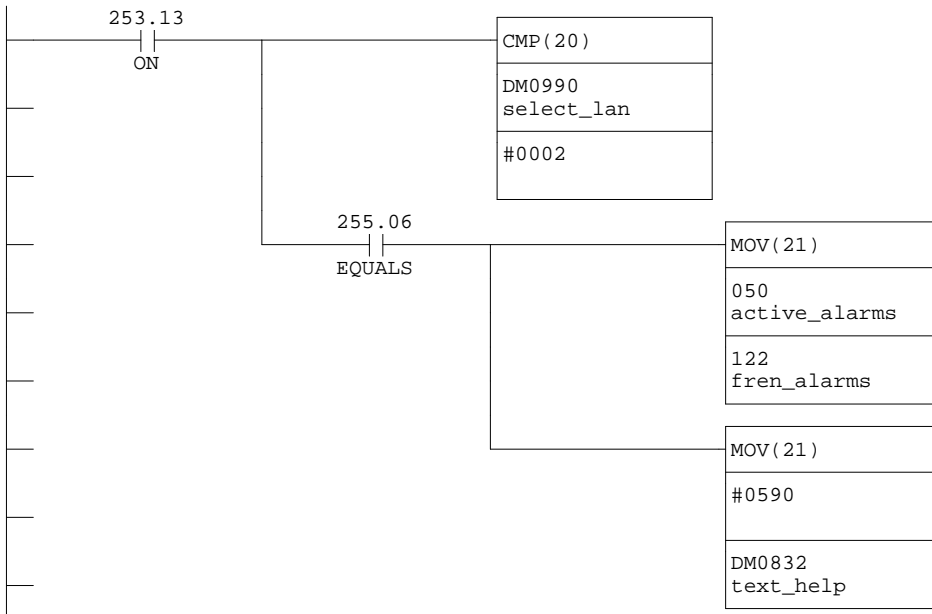 253.13
ON
CMP(20)
DM0990
select_lan
#0002
255.06
EQUALS
MOV(21)
050
active_alarms
122
fren_alarms
MOV(21)
#0590
DM0832
text_help